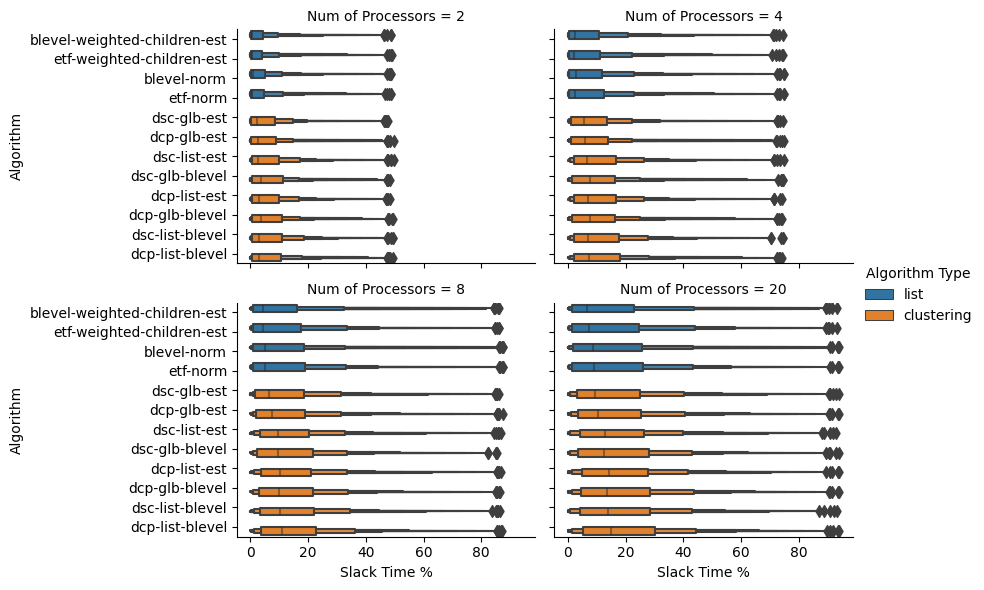 Num of Processors = 2
Num of Processors = 4
Algorithm
blevel-weighted-children-est
etf-weighted-children-est
blevel-norm
etf-norm
dsc-glb-est
dcp-glb-est
dsc-list-est
dsc-glb-blevel
dcp-list-est
dcp-glb-blevel
dsc-list-blevel
dcp-list-blevel
Num of Processors = 8
Num of Processors = 20
Algorithm
blevel-weighted-children-est
etf-weighted-children-est
blevel-norm
etf-norm
dsc-glb-est
dcp-glb-est
dsc-list-est
dsc-glb-blevel
dcp-list-est
dcp-glb-blevel
dsc-list-blevel
dcp-list-blevel
0 20 40 60 80
0 20 40 60 80
Slack Time %
Slack Time %
Algorithm Type
list
clustering